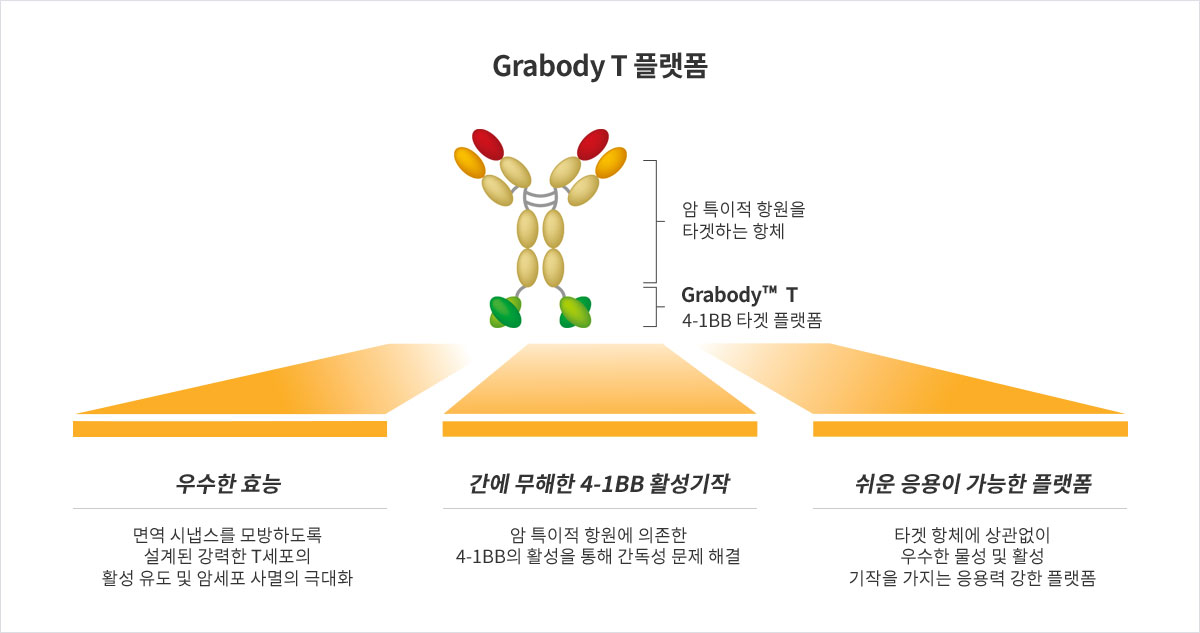 Grabody T 플랫폼
암 특이적 항원을
타겟하는 항체
Grabody™ T
4-1BB 타겟 플랫폼
우수한 효능
면역 시냅스를 모방하도록
설계된 강력한 T세포의
활성 유도 및 암세포 사멸의 극대화
간에 무해한 4-1BB 활성기작
암 특이적 항원에 의존한
4-1BB의 활성을 통해 간독성 문제 해결
쉬운 응용이 가능한 플랫폼
타겟 항체에 상관없이
우수한 물성 및 활성
기작을 가지는 응용력 강한 플랫폼